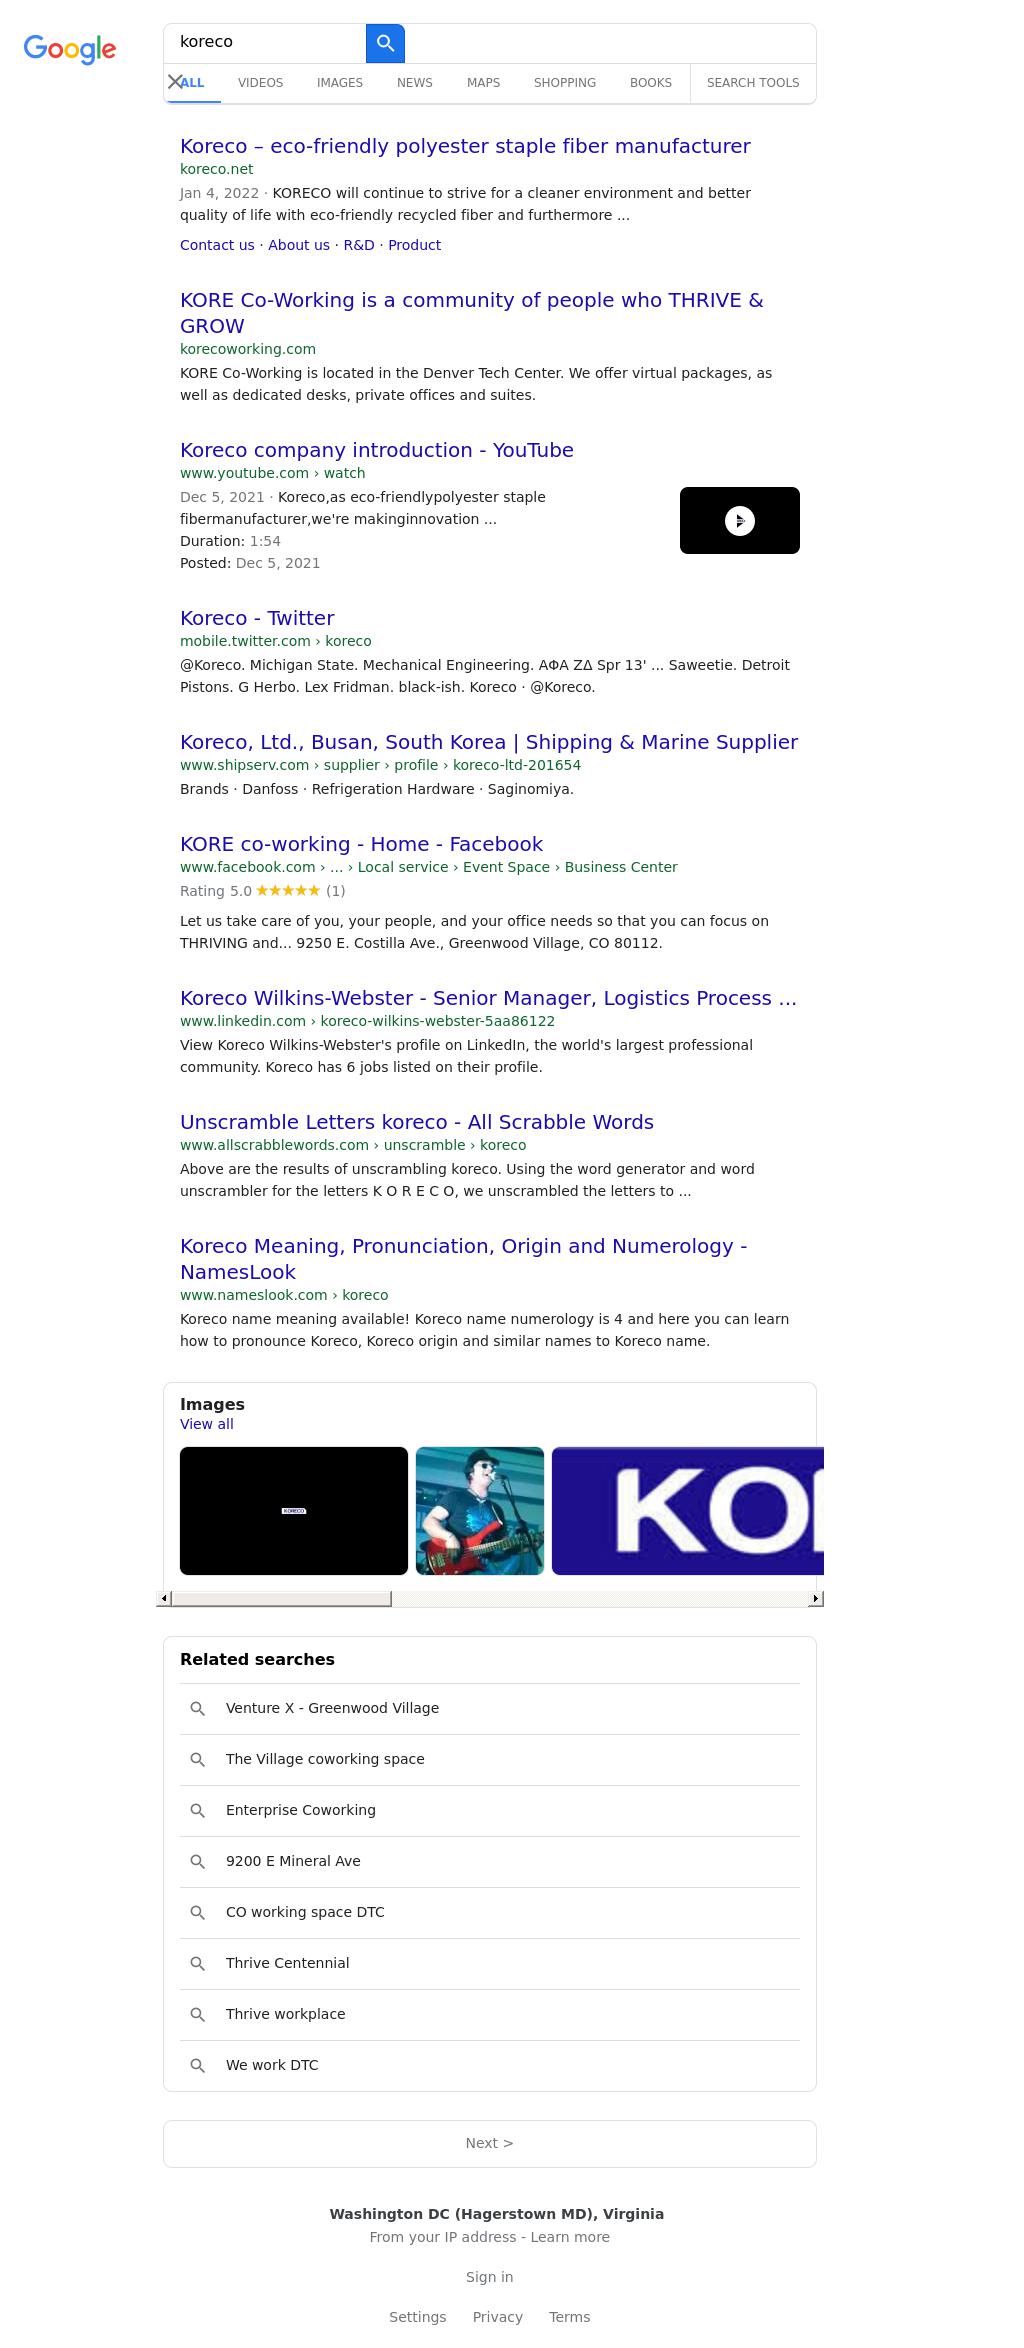 Google
koreco
ALL VIDEOS IMAGES NEWS MAPS SHOPPING BOOKS SEARCH TOOLS
Koreco – eco-friendly polyester staple fiber manufacturer
koreco.net
Jan 4, 2022 · KORECO will continue to strive for a cleaner environment and better
quality of life with eco-friendly recycled fiber and furthermore ...
Contact us · About us · R&D · Product
KORE Co-Working is a community of people who THRIVE &
GROW
korecoworking.com
KORE Co-Working is located in the Denver Tech Center. We offer virtual packages, as
well as dedicated desks, private offices and suites.
Koreco company introduction - YouTube
www.youtube.com › watch
Dec 5, 2021 · Koreco,as eco-friendlypolyester staple
fibermanufacturer,we're makinginnovation ...
Duration: 1:54
Posted: Dec 5, 2021
Koreco - Twitter
mobile.twitter.com › koreco
@Koreco. Michigan State. Mechanical Engineering. ΑΦΑ ΖΔ Spr 13' ... Saweetie. Detroit
Pistons. G Herbo. Lex Fridman. black-ish. Koreco · @Koreco.
Koreco, Ltd., Busan, South Korea | Shipping & Marine Supplier
www.shipserv.com › supplier › profile › koreco-ltd-201654
Brands · Danfoss · Refrigeration Hardware · Saginomiya.
KORE co-working - Home - Facebook
www.facebook.com › ... › Local service › Event Space › Business Center
Rating 5.0 ★★★★★ (1)
Let us take care of you, your people, and your office needs so that you can focus on
THRIVING and... 9250 E. Costilla Ave., Greenwood Village, CO 80112.
Koreco Wilkins-Webster - Senior Manager, Logistics Process ...
www.linkedin.com › koreco-wilkins-webster-5aa86122
View Koreco Wilkins-Webster's profile on LinkedIn, the world's largest professional
community. Koreco has 6 jobs listed on their profile.
Unscramble Letters koreco - All Scrabble Words
www.allscrabblewords.com › unscramble › koreco
Above are the results of unscrambling koreco. Using the word generator and word
unscrambler for the letters K O R E C O, we unscrambled the letters to ...
Koreco Meaning, Pronunciation, Origin and Numerology -
NamesLook
www.nameslook.com › koreco
Koreco name meaning available! Koreco name numerology is 4 and here you can learn
how to pronounce Koreco, Koreco origin and similar names to Koreco name.
Images
View all
KORECO
KO
Related searches
Venture X - Greenwood Village
The Village coworking space
Enterprise Coworking
9200 E Mineral Ave
CO working space DTC
Thrive Centennial
Thrive workplace
We work DTC
Next >
Washington DC (Hagerstown MD), Virginia
From your IP address - Learn more
Sign in
Settings Privacy Terms